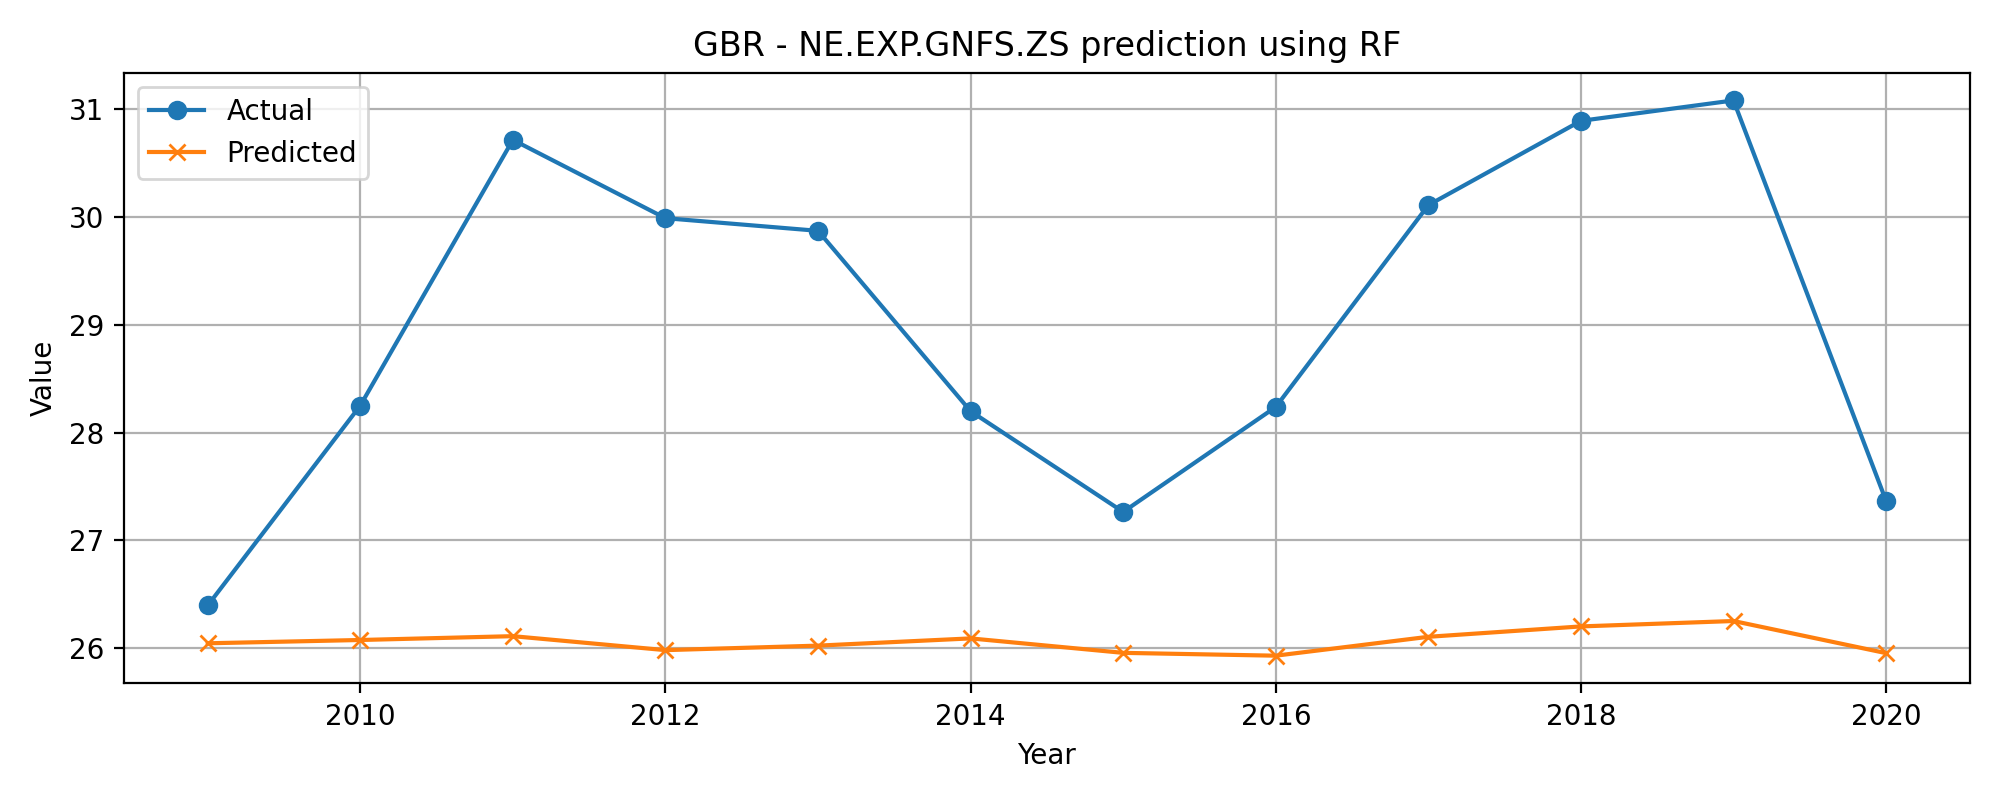 GBR - NE.EXP.GNFS.ZS prediction using RF
Actual
Predicted
31
30
29
28
27
26
Value
2010 2012 2014 2016 2018 2020
Year